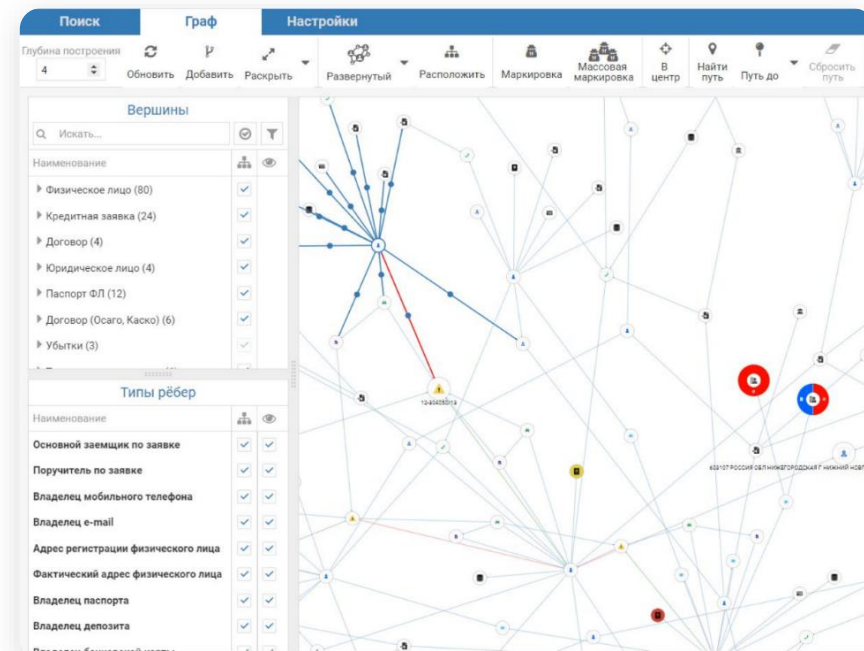 Поиск
Граф
Настройки
Глубина построения
4
Обновить
Добавить
Раскрыть
Развернутый
Расположить
Маркировка
Массовая
маркировка
В
центр
Найти
путь
Путь до
Сбросить
путь
Вершины
Искать...
Наименование
Физическое лицо (80)
Кредитная заявка (24)
Договор (4)
Юридическое лицо (4)
Паспорт ФЛ (12)
Договор (Осаго, Каско) (6)
Убытки (3)
Типы рёбер
Наименование
Основной заемщик по заявке
Поручитель по заявке
Владелец мобильного телефона
Владелец e-mail
Адрес регистрации физического лица
Фактический адрес физического лица
Владелец паспорта
Владелец депозита
Владелец банковской карты